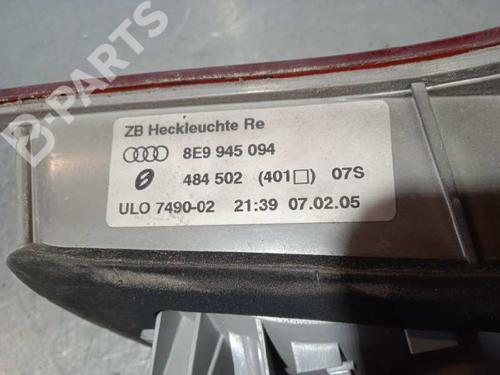 B-PARTS
ZB Heckleuchte Re
8E9 945 094
484 502 (401□) 07S
ULO 7490-02 21:39 07.02.05
B-PARTS